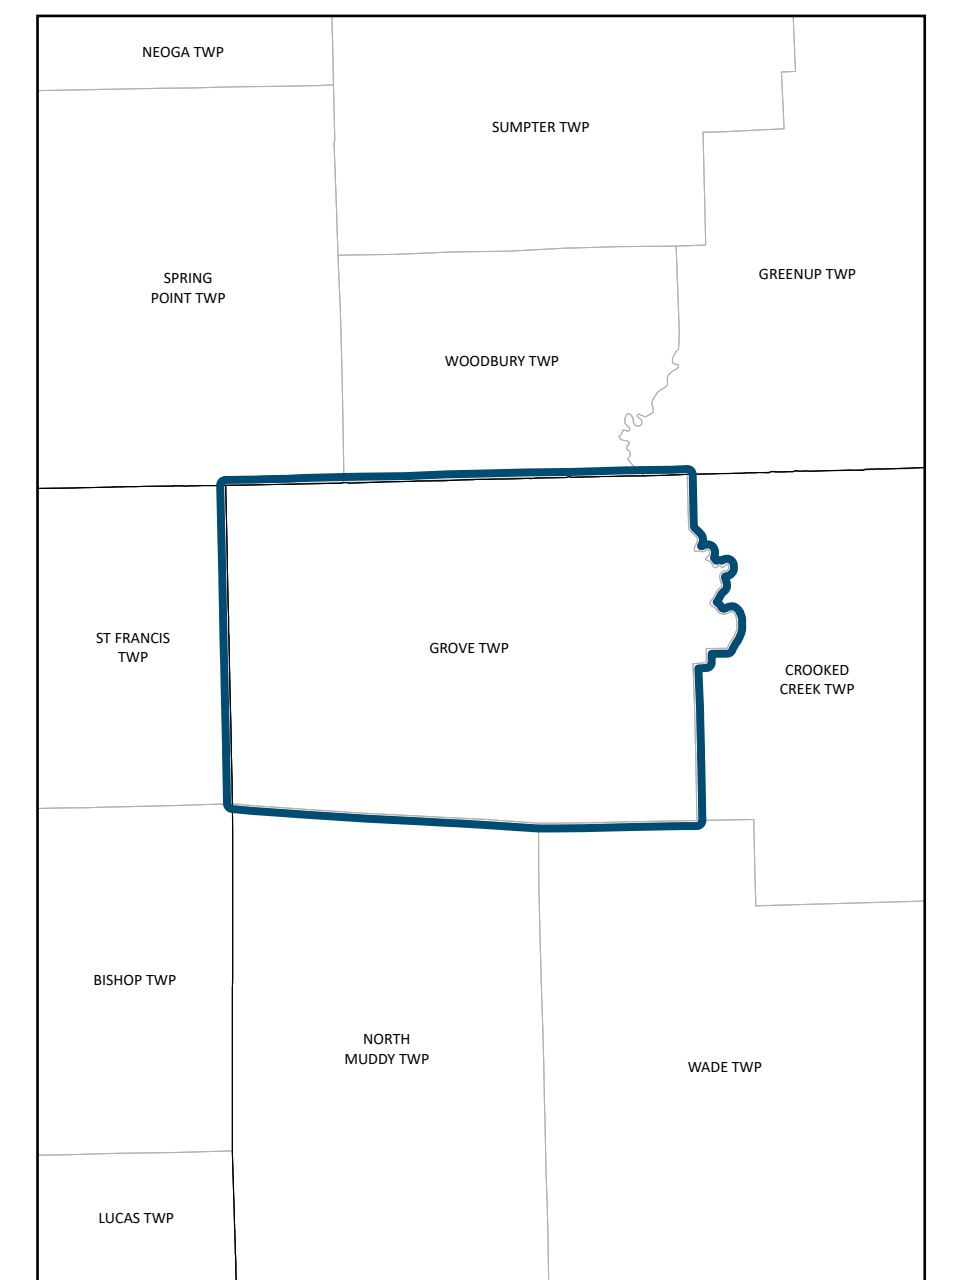 NEOGA TWP
SUMPTER TWP
SPRING
POINT TWP
GREENUP TWP
WOODBURY TWP
ST FRANCIS
TWP
GROVE TWP
CROOKED
CREEK TWP
BISHOP TWP
NORTH
MUDDY TWP
WADE TWP
LUCAS TWP